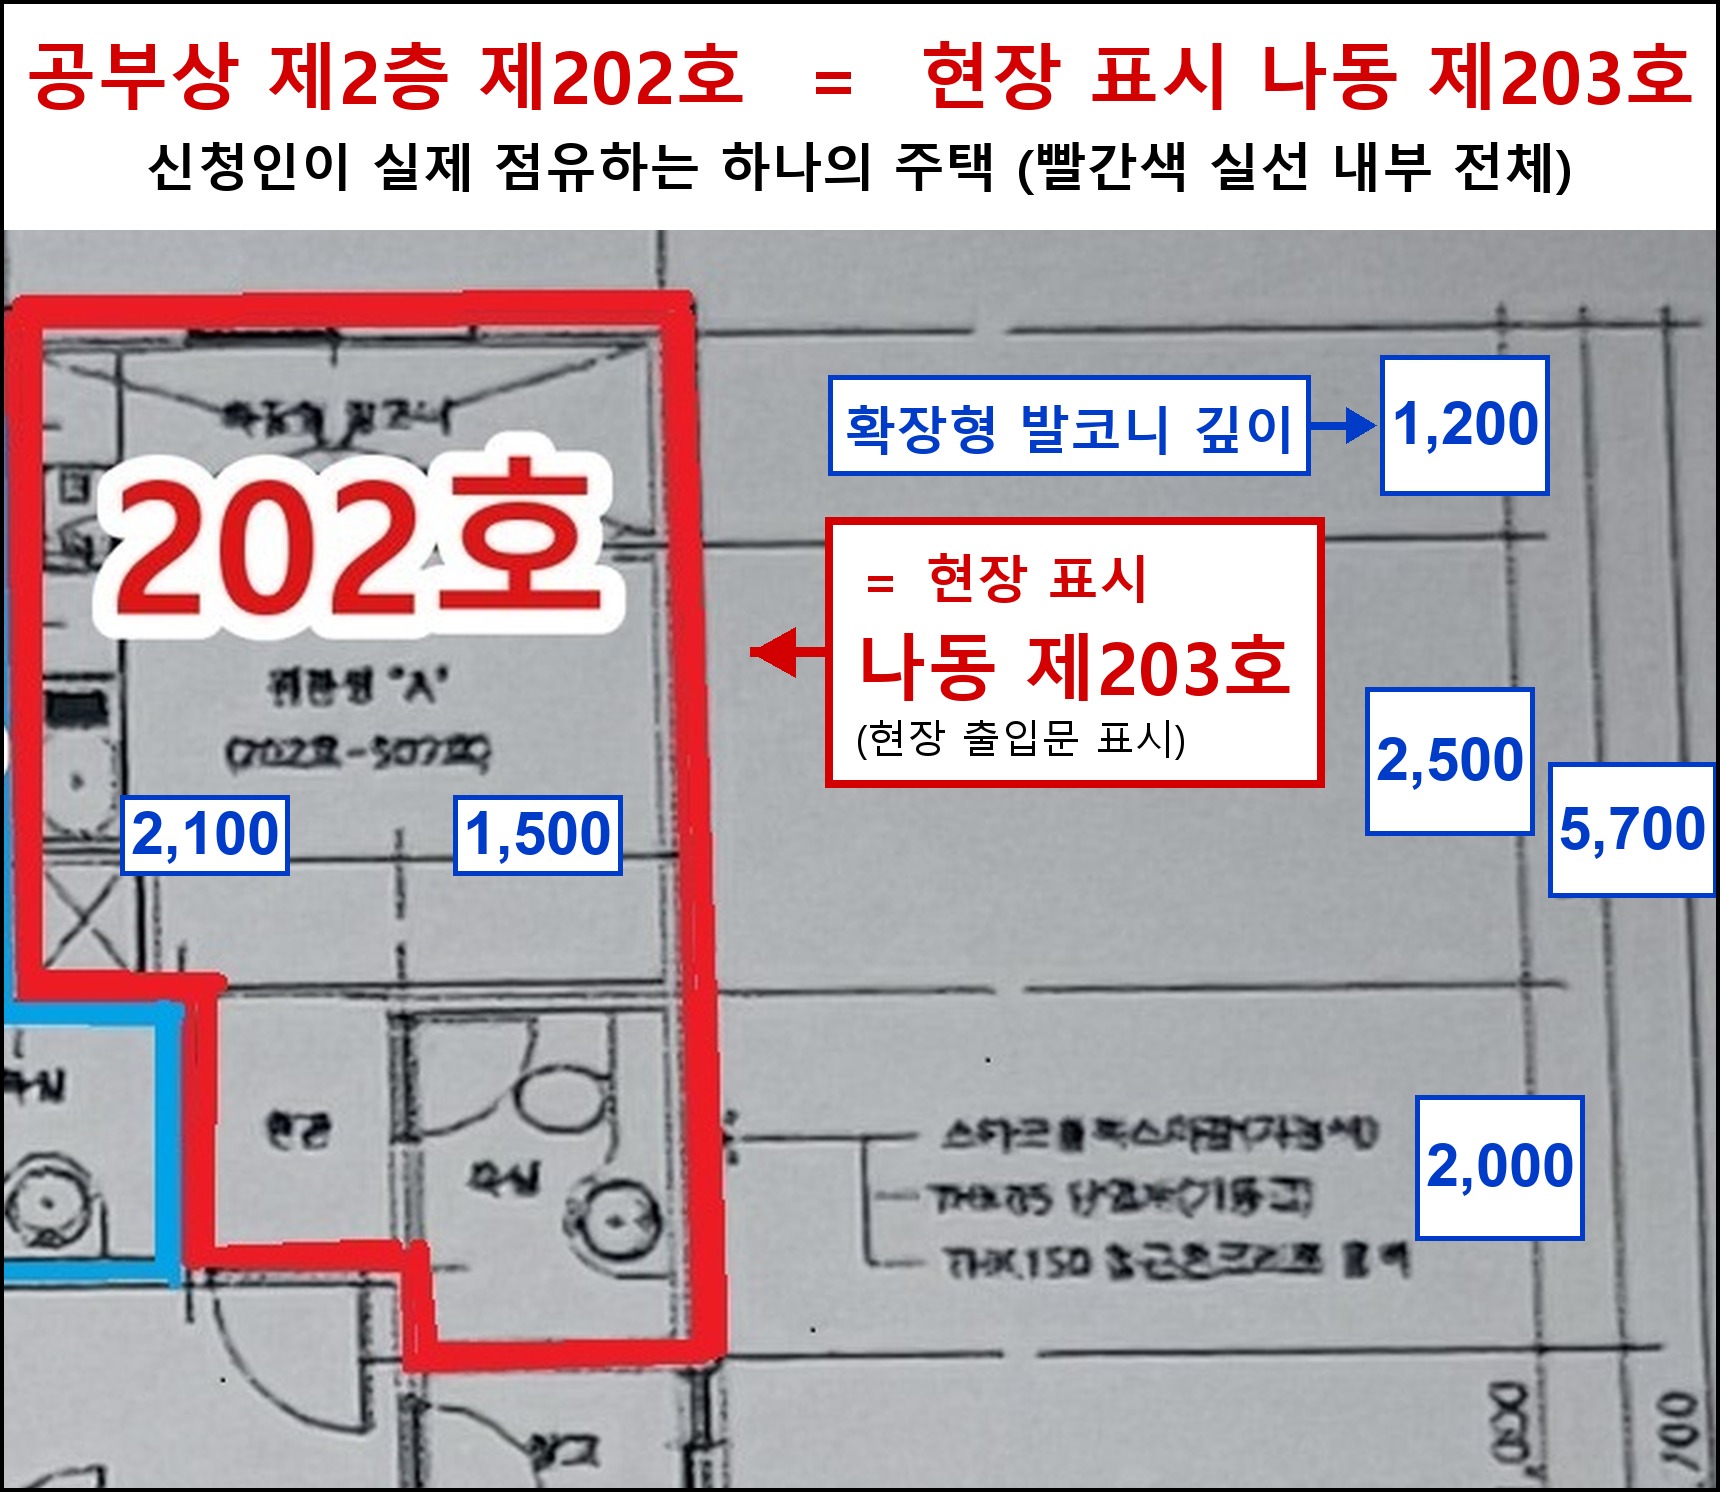 공부상 제2층 제202호 = 현장 표시 나동 제203호
신청인이 실제 점유하는 하나의 주택 (빨간색 실선 내부 전체)
확장형 발코니 깊이
1,200
202호
= 현장 표시
나동 제203호
(현장 출입문 표시)
"A"
2,500
5,700
2,100
1,500
현관
욕실
2,000
THK150